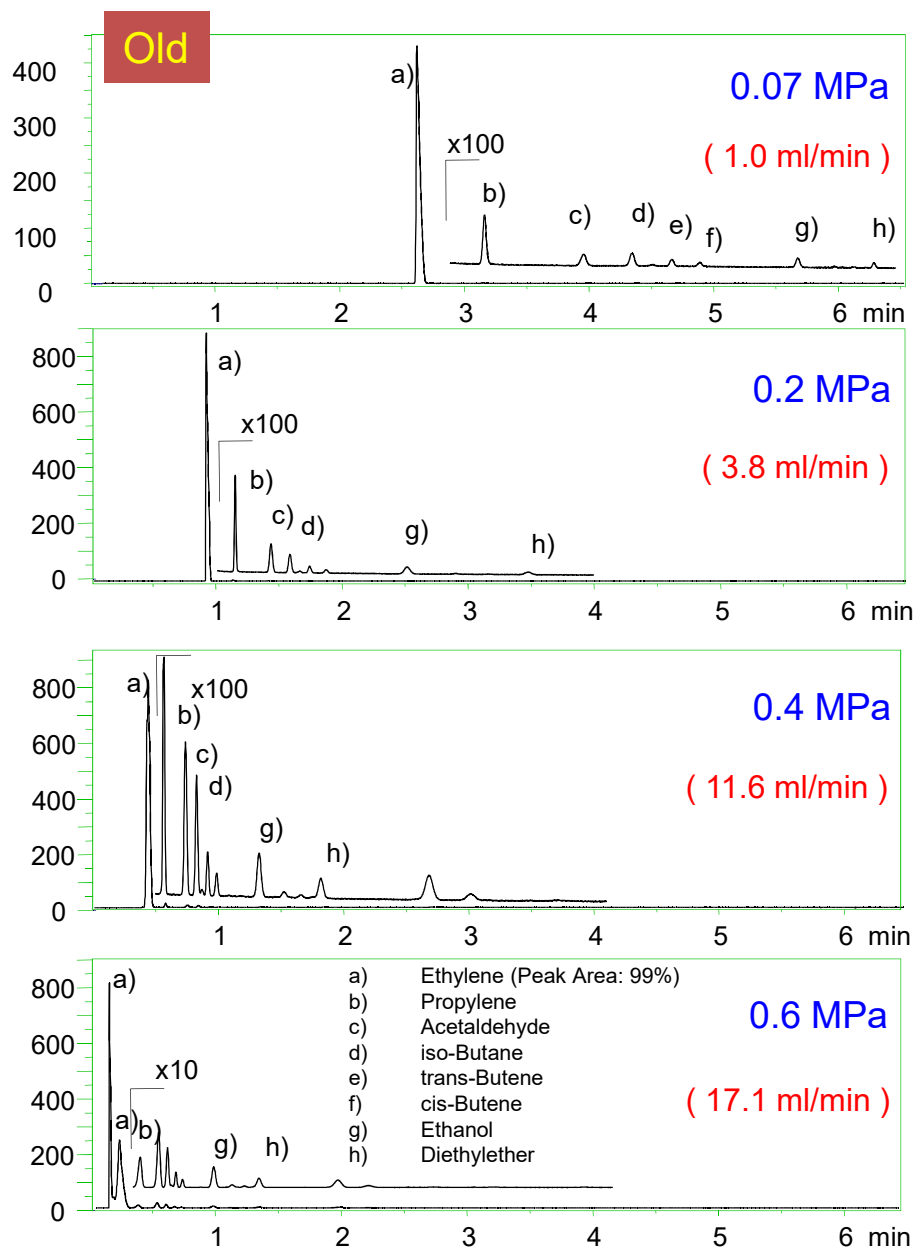 Old
0.07 MPa
( 1.0 ml/min )
a)
x100
b)
c)
d)
e)
f)
g)
h)
400
300
200
100
0
1 2 3 4 5 6 min
0.2 MPa
( 3.8 ml/min )
a)
x100
b)
c)
d)
g)
h)
800
600
400
200
0
1 2 3 4 5 6 min
0.4 MPa
( 11.6 ml/min )
a)
x100
b)
c)
d)
g)
h)
800
600
400
200
0
1 2 3 4 5 6 min
0.6 MPa
( 17.1 ml/min )
a)
x10
a)
b)
g)
h)
a) Ethylene (Peak Area: 99%)
b) Propylene
c) Acetaldehyde
d) iso-Butane
e) trans-Butene
f) cis-Butene
g) Ethanol
h) Diethylether
800
600
400
200
0
1 2 3 4 5 6 min